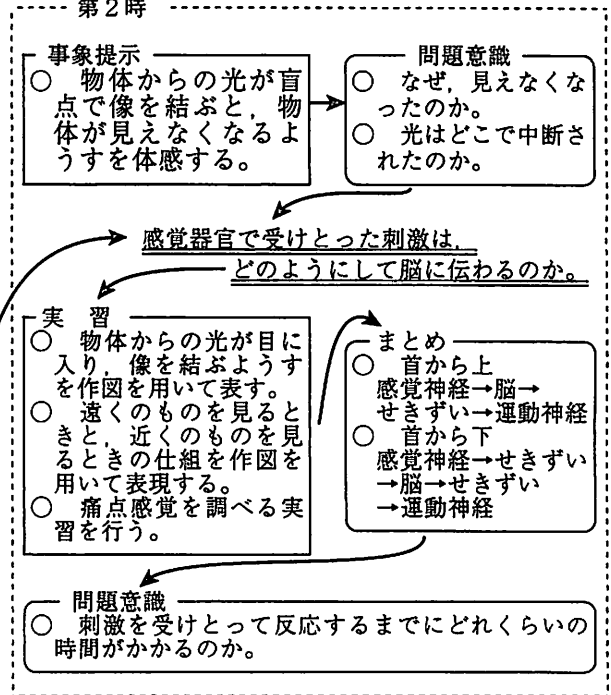 第２時
事象提示
○　物体からの光が盲
点で像を結ぶと，物
体が見えなくなるよ
うすを体感する。
問題意識
○　なぜ，見えなくな
ったのか。
○　光はどこで中断さ
れたのか。
感覚器官で受けとった刺激は，
どのようにして脳に伝わるのか。
実　習
○　物体からの光が目に
入り，像を結ぶようす
を作図を用いて表す。
○　遠くのものを見ると
きと，近くのものを見
るときの仕組を作図を
用いて表現する。
○　痛点感覚を調べる実
習を行う。
まとめ
○　首から上
感覚神経→脳→
せきずい→運動神経
○　首から下
感覚神経→せきずい
→脳→せきずい
→運動神経
問題意識
○　刺激を受けとって反応するまでにどれくらいの
時間がかかるのか。